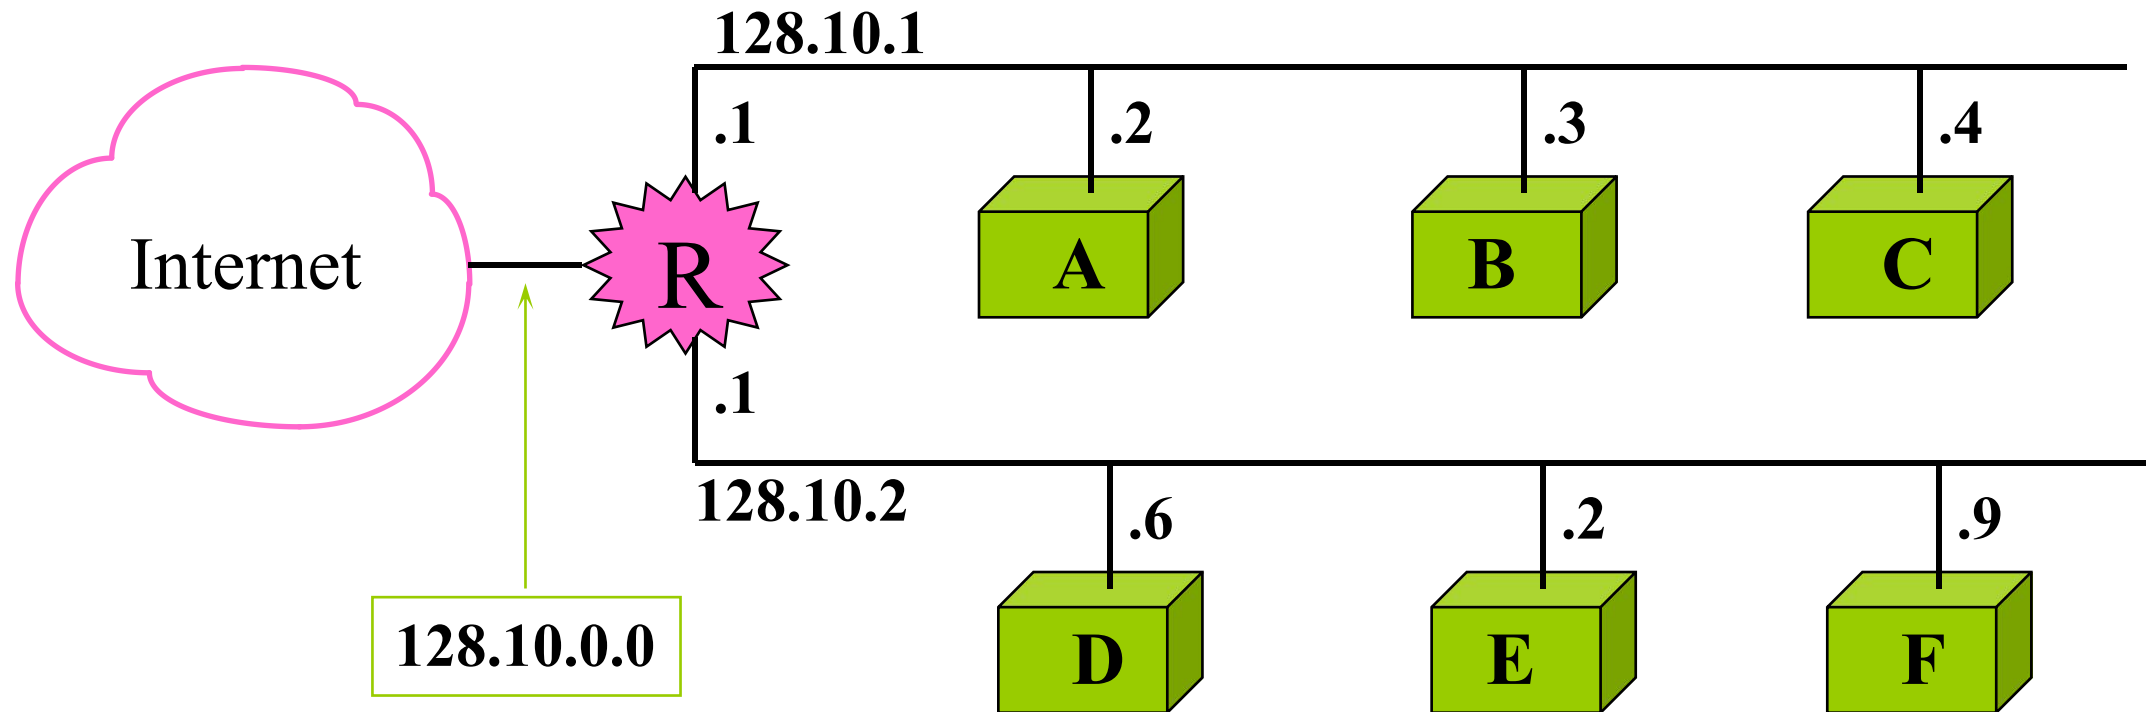 128.10.1
.1
.2
.3
.4
Internet
R
A
B
C
.1
128.10.2
.6
.2
.9
128.10.0.0
D
E
F